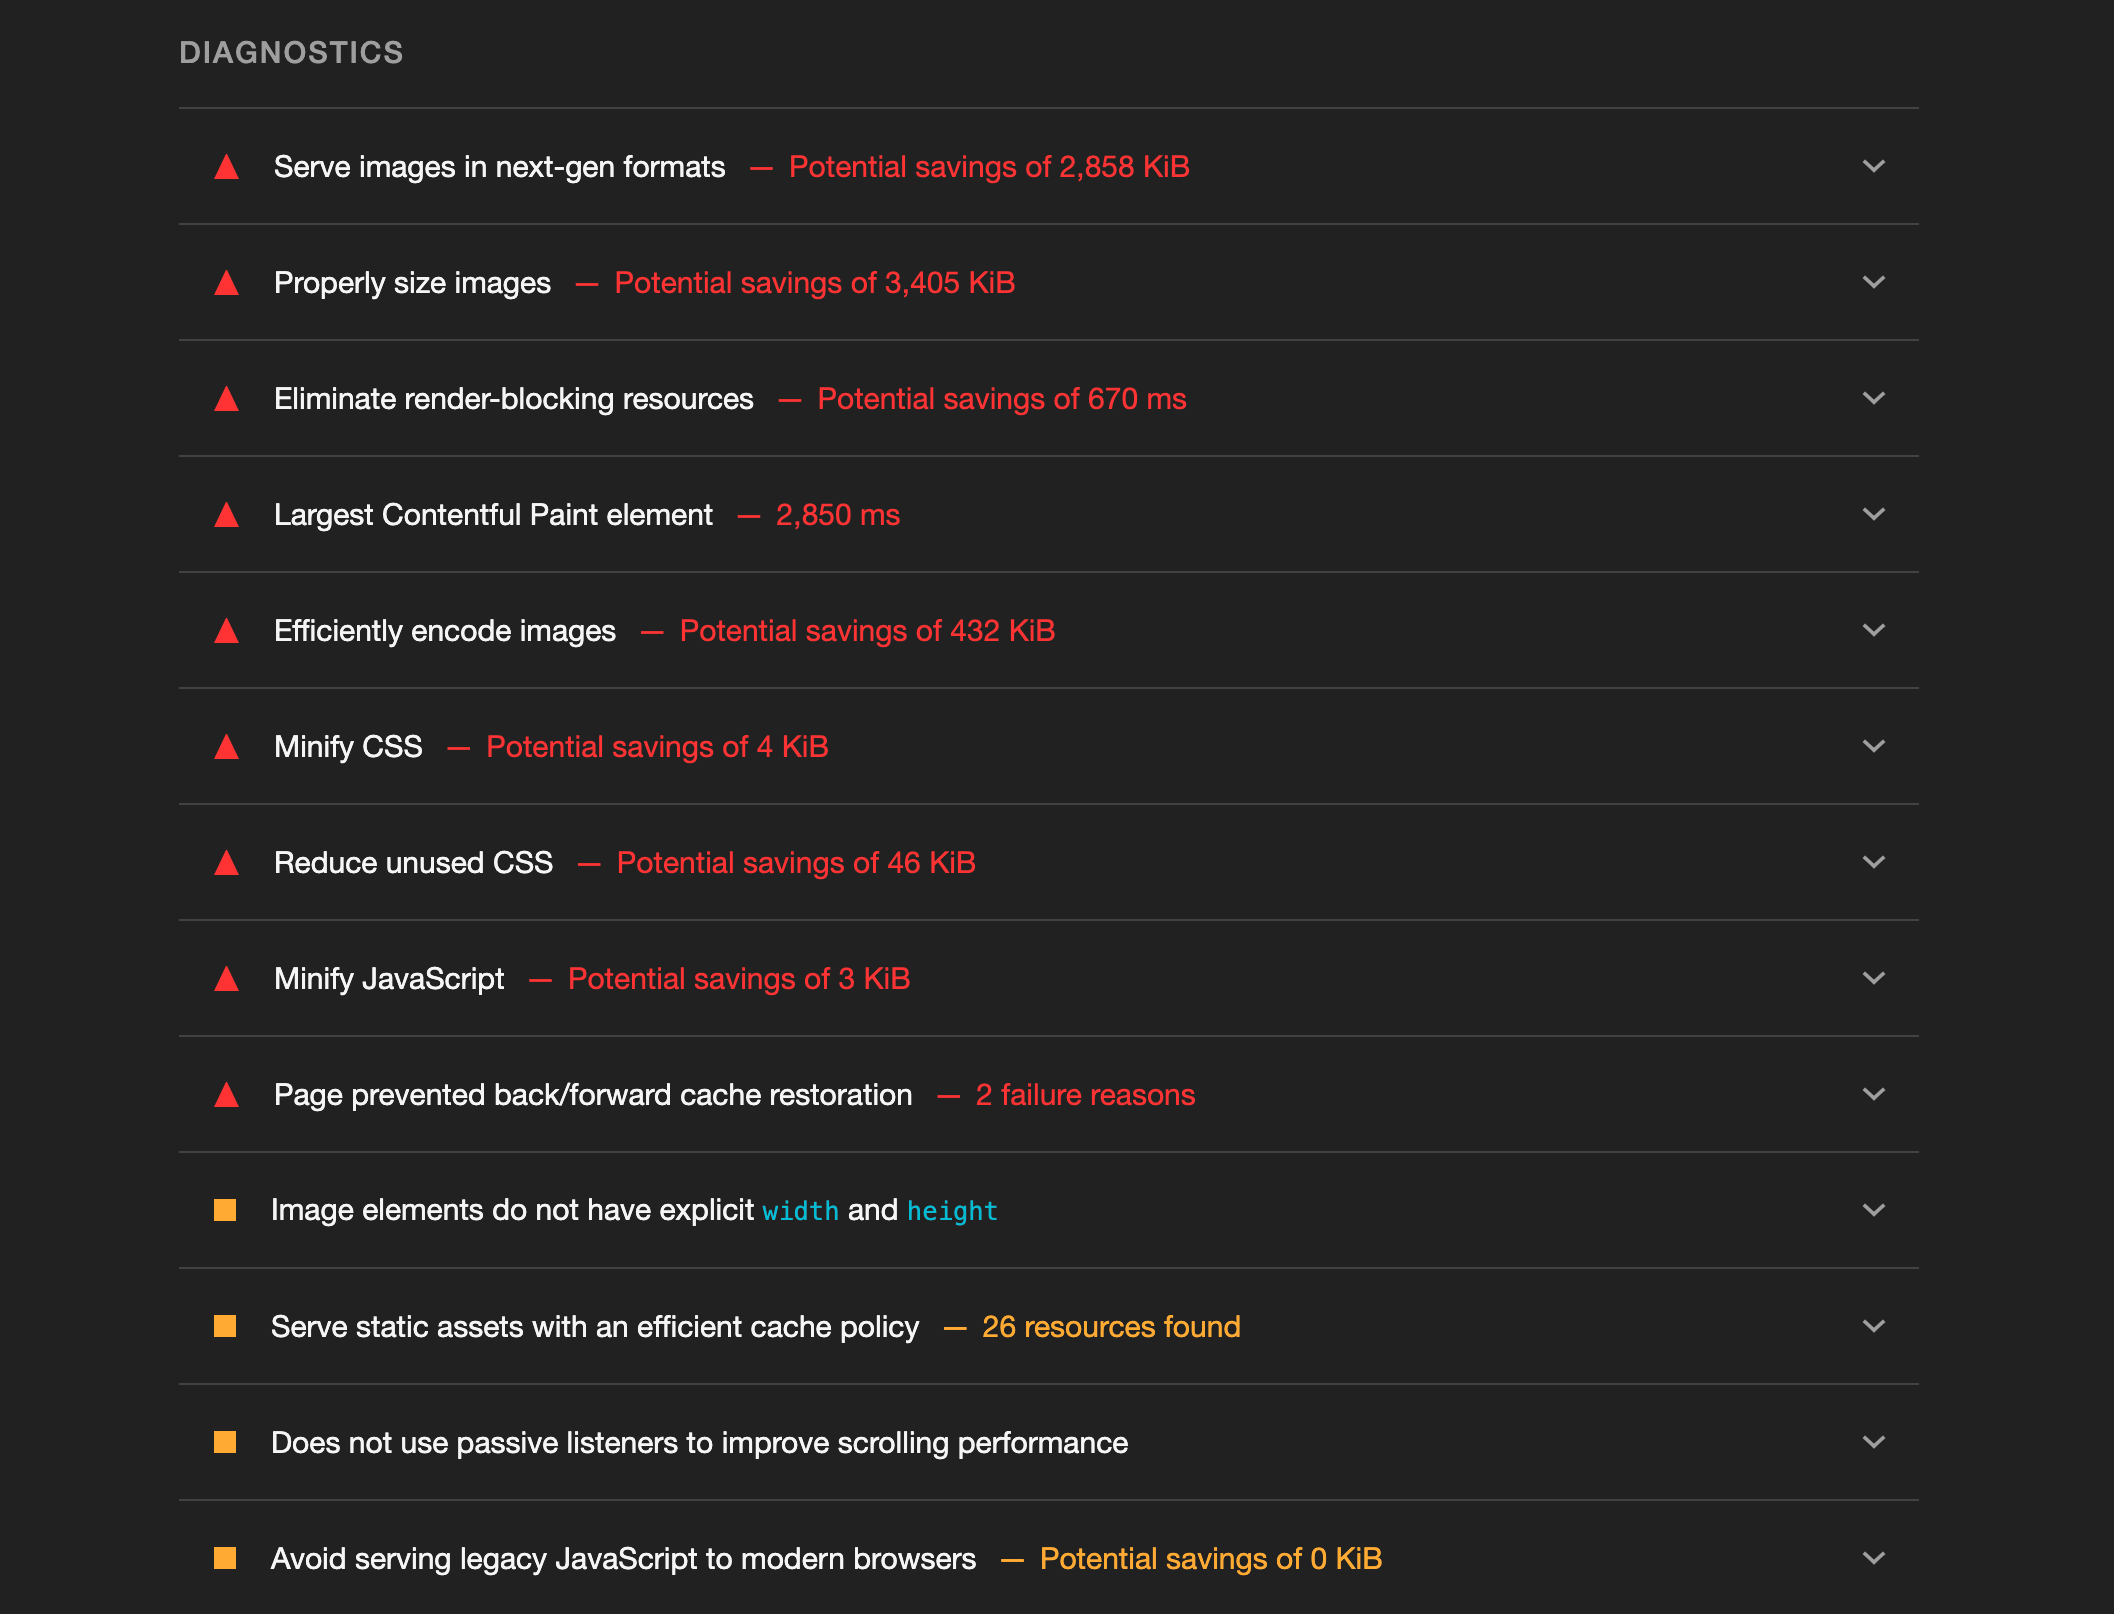 DIAGNOSTICS
Serve images in next-gen formats — Potential savings of 2,858 KiB
Properly size images — Potential savings of 3,405 KiB
Eliminate render-blocking resources — Potential savings of 670 ms
Largest Contentful Paint element — 2,850 ms
Efficiently encode images — Potential savings of 432 KiB
Minify CSS — Potential savings of 4 KiB
Reduce unused CSS — Potential savings of 46 KiB
Minify JavaScript — Potential savings of 3 KiB
Page prevented back/forward cache restoration — 2 failure reasons
Image elements do not have explicit width and height
Serve static assets with an efficient cache policy — 26 resources found
Does not use passive listeners to improve scrolling performance
Avoid serving legacy JavaScript to modern browsers — Potential savings of 0 KiB